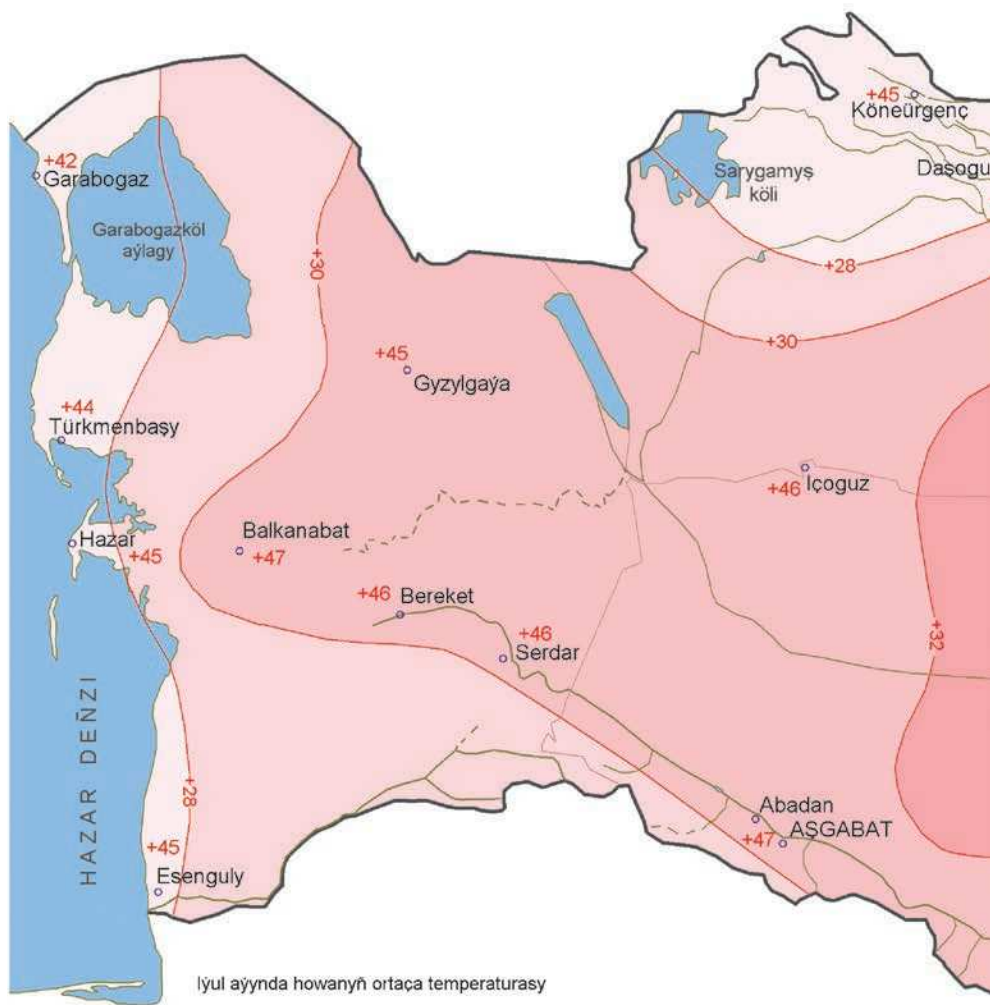 +45
Köneürgenç
Daşogu
+42
Garabogaz
Sarygamyş
köli
Garabogazköl
aýlagy
+30
+28
+30
+45
Gyzylgaýa
+44
Türkmenbaşy
+46
Içoguz
Hazar
+45
Balkanabat
+47
+46
Bereket
+46
Serdar
+32
HAZAR DEŇZI
+28
Abadan
+47
AŞGABAT
+45
Esenguly
Iýul aýynda howanyň ortaça temperaturasy